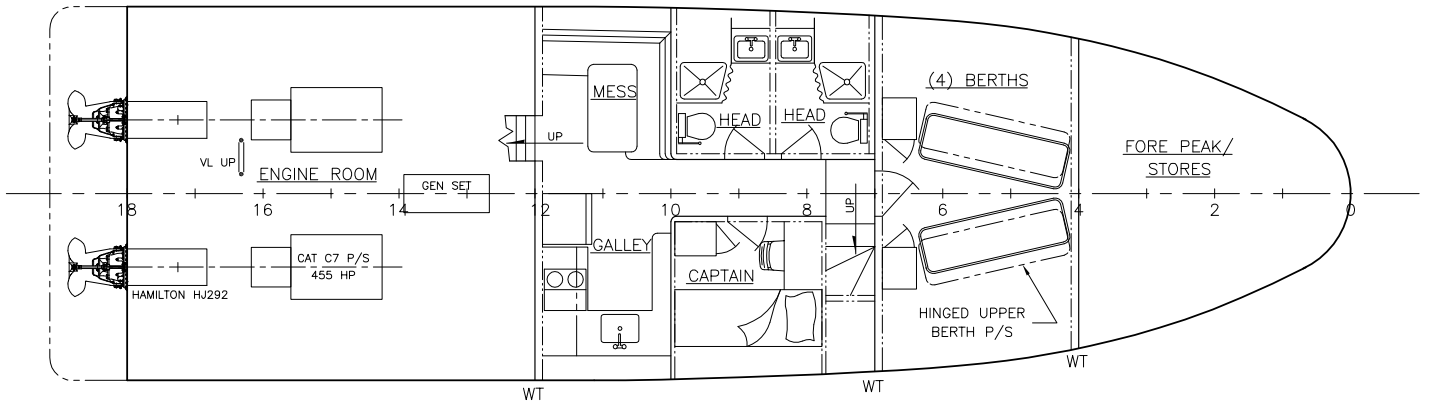 MESS
(4) BERTHS
HEAD
HEAD
UP
VL UP
ENGINE ROOM
FORE PEAK/
STORES
GEN SET
UP
18
16
14
12
10
8
6
4
2
0
GALLEY
CAT C7 P/S
455 HP
CAPTAIN
HAMILTON HJ292
HINGED UPPER
BERTH P/S
WT
WT
WT